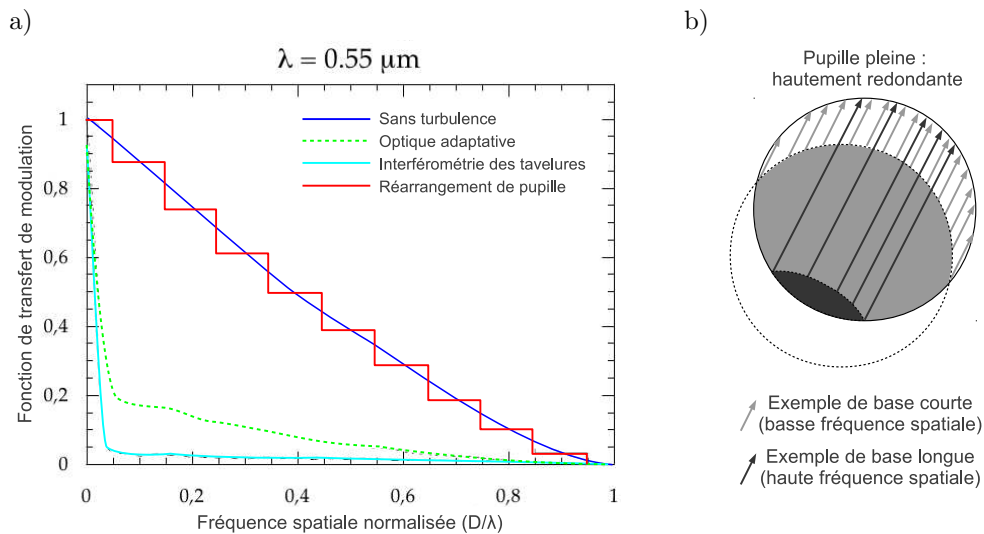 a)
λ = 0.55 µm
Fonction de transfert de modulation
1
0,8
0,6
0,4
0,2
0
Sans turbulence
Optique adaptative
Interférométrie des tavelures
Réarrangement de pupille
0
0,2
0,4
0,6
0,8
1
Fréquence spatiale normalisée (D/λ)
b)
Pupille pleine :
hautement redondante
Exemple de base courte
(basse fréquence spatiale)
Exemple de base longue
(haute fréquence spatiale)